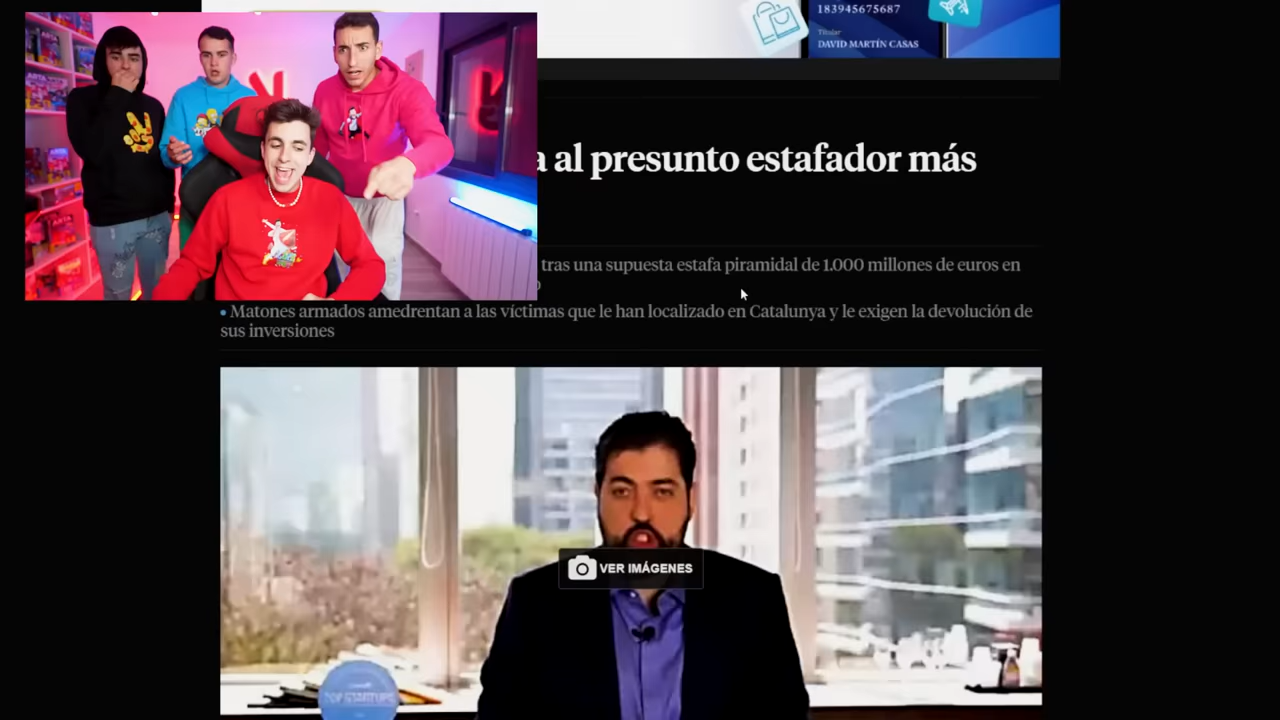 183945675687
Titular
DAVID MARTÍN CASAS
a al presunto estafador más
tras una supuesta estafa piramidal de 1.000 millones de euros en
• Matones armados amedrentan a las víctimas que le han localizado en Catalunya y le exigen la devolución de
sus inversiones
VER IMÁGENES
TOP STARTUPS